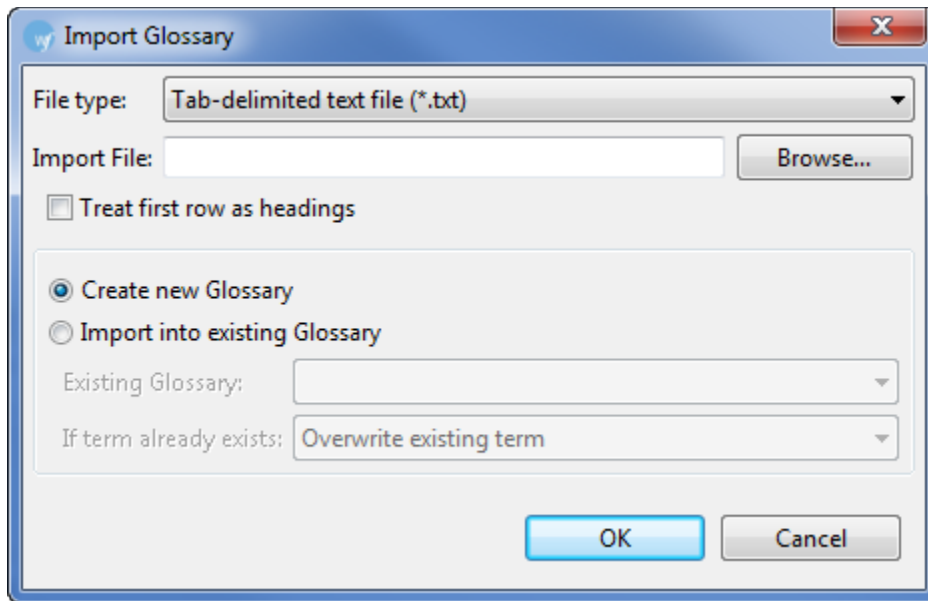 Import Glossary
File type: Tab-delimited text file (*.txt)
Import File: Browse...
Treat first row as headings
Create new Glossary
Import into existing Glossary
Existing Glossary:
If term already exists: Overwrite existing term
OK Cancel